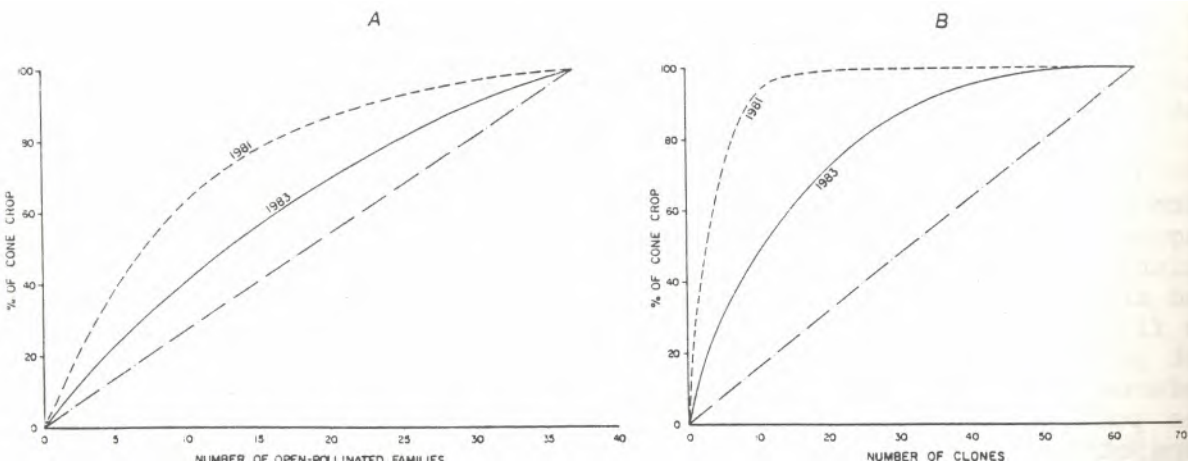 A
100
80
60
40
20
0
% OF CONE CROP
1981
1983
0 5 10 15 20 25 30 35 40
NUMBER OF OPEN-POLLINATED FAMILIES
B
100
80
60
40
20
0
% OF CONE CROP
1981
1983
0 10 20 30 40 50 60 70
NUMBER OF CLONES